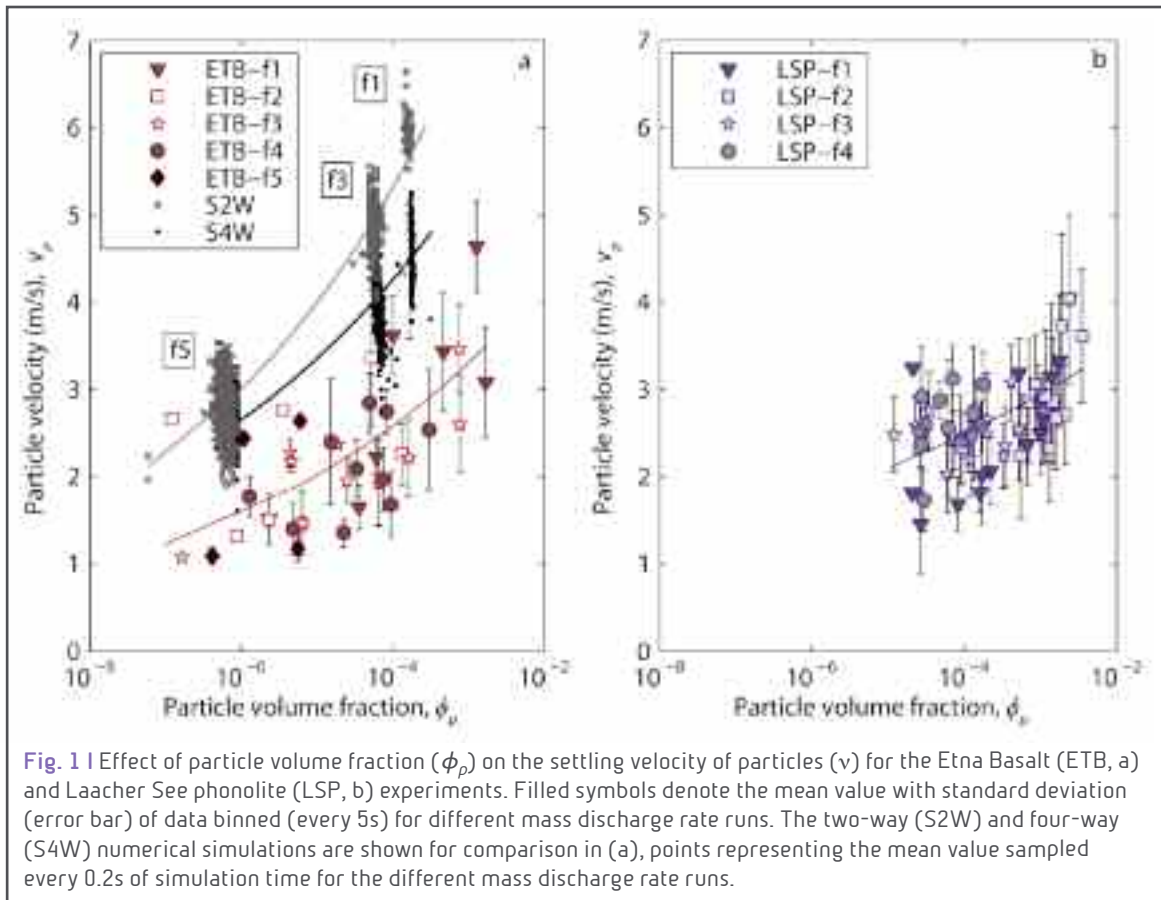 7
6
5
4
3
2
1
0
Particle velocity (m/s), v_p
a
ETB-f1
ETB-f2
ETB-f3
ETB-f4
ETB-f5
S2W
S4W
f1
f3
f5
10^-8
10^-6
10^-4
10^-2
Particle volume fraction, ϕ_p
7
6
5
4
3
2
1
0
Particle velocity (m/s), v_p
b
LSP-f1
LSP-f2
LSP-f3
LSP-f4
10^-8
10^-6
10^-4
10^-2
Particle volume fraction, ϕ_p
Fig. 1 | Effect of particle volume fraction (ϕ_p) on the settling velocity of particles (v) for the Etna Basalt (ETB, a)
and Laacher See phonolite (LSP, b) experiments. Filled symbols denote the mean value with standard deviation
(error bar) of data binned (every 5s) for different mass discharge rate runs. The two-way (S2W) and four-way
(S4W) numerical simulations are shown for comparison in (a), points representing the mean value sampled
every 0.2s of simulation time for the different mass discharge rate runs.